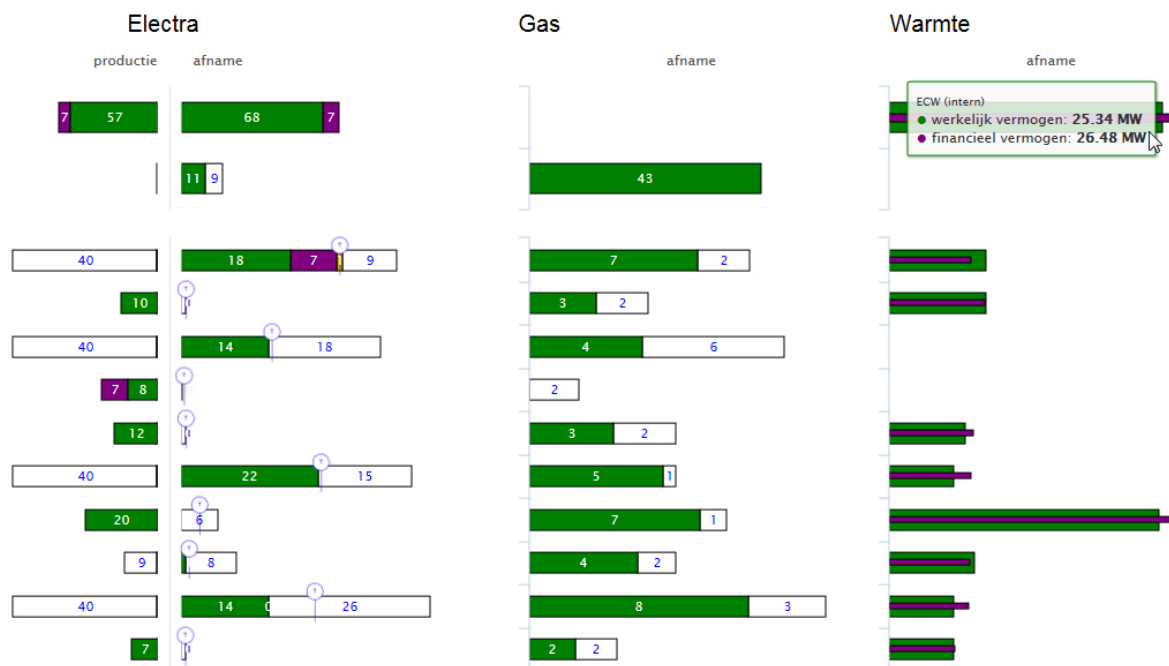 Electra Gas Warmte
productie afname afname afname
7 57 68 7
ECW (intern)
werkelijk vermogen: 25.34 MW
financieel vermogen: 26.48 MW
11 9 43
40 18 7 9 7 2
10 3 2
40 14 18 4 6
7 8 2
12 3 2
40 22 15 5 1
20 6 7 1
9 8 4 2
40 14 0 26 8 3
7 2 2